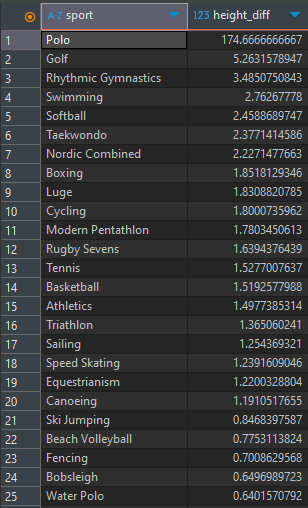 A-Z sport 123 height_diff
1 Polo 174.6666666667
2 Golf 5.2631578947
3 Rhythmic Gymnastics 3.4850750843
4 Swimming 2.76267778
5 Softball 2.4588689747
6 Taekwondo 2.3771414586
7 Nordic Combined 2.2271477663
8 Boxing 1.8518129346
9 Luge 1.8308820785
10 Cycling 1.8000735962
11 Modern Pentathlon 1.7803450613
12 Rugby Sevens 1.6394376439
13 Tennis 1.5277007637
14 Basketball 1.5192577988
15 Athletics 1.4977385314
16 Triathlon 1.365060241
17 Sailing 1.254369321
18 Speed Skating 1.2391609046
19 Equestrianism 1.2200328804
20 Canoeing 1.1910517655
21 Ski Jumping 0.8468397587
22 Beach Volleyball 0.7753113824
23 Fencing 0.7008629568
24 Bobsleigh 0.6496989723
25 Water Polo 0.6401570792